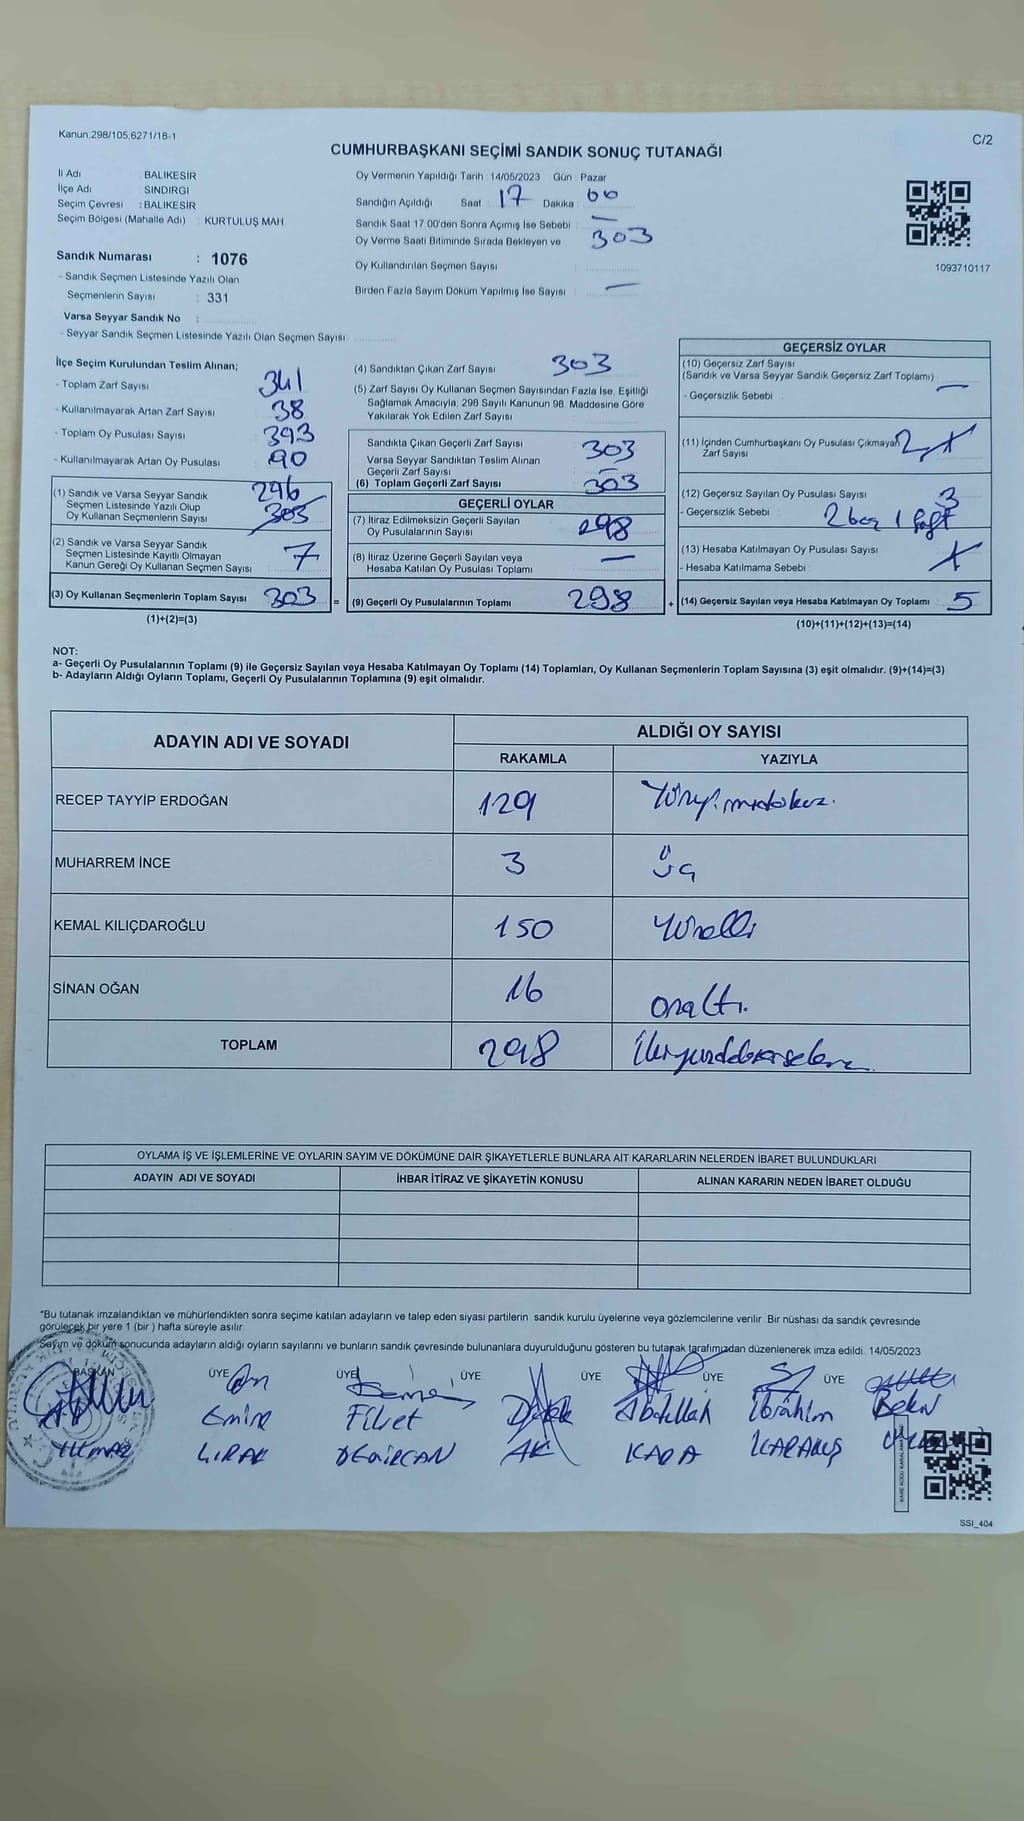 Kanun,298/105,6271/18-1
C/2
CUMHURBAŞKANI SEÇİMİ SANDIK SONUÇ TUTANAĞI
İl Adı : BALIKESİR
İlçe Adı : SINDIRGI
Seçim Çevresi : BALIKESİR
Seçim Bölgesi (Mahalle Adı) : KURTULUŞ MAH.
Sandık Numarası : 1076
- Sandık Seçmen Listesinde Yazılı Olan
Seçmenlerin Sayısı : 331
Varsa Seyyar Sandık No :
- Seyyar Sandık Seçmen Listesinde Yazılı Olan Seçmen Sayısı:
Oy Vermenin Yapıldığı Tarih : 14/05/2023 Gün : Pazar
Sandığın Açıldığı Saat : 17 Dakika : 00
Sandık Saat 17:00'den Sonra Açımış İse Sebebi : —
Oy Verme Saati Bitiminde Sırada Bekleyen ve 303
Oy Kullandırılan Seçmen Sayısı
Birden Fazla Sayım Döküm Yapılmış İse Sayısı —
1093710117
İlçe Seçim Kurulundan Teslim Alınan;
- Toplam Zarf Sayısı 341
- Kullanılmayarak Artan Zarf Sayısı 38
- Toplam Oy Pusulası Sayısı 393
- Kullanılmayarak Artan Oy Pusulası 90
(1) Sandık ve Varsa Seyyar Sandık 296
Seçmen Listesinde Yazılı Olup
Oy Kullanan Seçmenlerin Sayısı 303
(2) Sandık ve Varsa Seyyar Sandık
Seçmen Listesinde Kayıtlı Olmayan 7
Kanun Gereği Oy Kullanan Seçmen Sayısı
(3) Oy Kullanan Seçmenlerin Toplam Sayısı 303 =
(1)+(2)=(3)
(4) Sandıktan Çıkan Zarf Sayısı 303
(5) Zarf Sayısı Oy Kullanan Seçmen Sayısından Fazla İse, Eşitliği
Sağlamak Amacıyla, 298 Sayılı Kanunun 98. Maddesine Göre
Yakılarak Yok Edilen Zarf Sayısı
Sandıkta Çıkan Geçerli Zarf Sayısı 303
Varsa Seyyar Sandıktan Teslim Alınan
Geçerli Zarf Sayısı —
(6) Toplam Geçerli Zarf Sayısı 303
GEÇERLİ OYLAR
(7) İtiraz Edilmeksizin Geçerli Sayılan
Oy Pusulalarının Sayısı 298
(8) İtiraz Üzerine Geçerli Sayılan veya
Hesaba Katılan Oy Pusulası Toplamı —
(9) Geçerli Oy Pusulalarının Toplamı 298 +
GEÇERSİZ OYLAR
(10) Geçersiz Zarf Sayısı
(Sandık ve Varsa Seyyar Sandık Geçersiz Zarf Toplamı) —
- Geçersizlik Sebebi :
(11) İçinden Cumhurbaşkanı Oy Pusulası Çıkmayan 2
Zarf Sayısı
(12) Geçersiz Sayılan Oy Pusulası Sayısı 3
- Geçersizlik Sebebi : 2 1
(13) Hesaba Katılmayan Oy Pusulası Sayısı
- Hesaba Katılmama Sebebi :
(14) Geçersiz Sayılan veya Hesaba Katılmayan Oy Toplamı : 5
(10)+(11)+(12)+(13)=(14)
NOT:
a- Geçerli Oy Pusulalarının Toplamı (9) ile Geçersiz Sayılan veya Hesaba Katılmayan Oy Toplamı (14) Toplamları, Oy Kullanan Seçmenlerin Toplam Sayısına (3) eşit olmalıdır. (9)+(14)=(3)
b- Adayların Aldığı Oyların Toplamı, Geçerli Oy Pusulalarının Toplamına (9) eşit olmalıdır.
ADAYIN ADI VE SOYADI
ALDIĞI OY SAYISI
RAKAMLA YAZIYLA
RECEP TAYYİP ERDOĞAN 129
MUHARREM İNCE 3 üç
KEMAL KILIÇDAROĞLU 150 Yüzelli
SİNAN OĞAN 16 onaltı
TOPLAM 298
OYLAMA İŞ VE İŞLEMLERİNE VE OYLARIN SAYIM VE DÖKÜMÜNE DAİR ŞİKAYETLERLE BUNLARA AİT KARARLARIN NELERDEN İBARET BULUNDUKLARI
ADAYIN ADI VE SOYADI İHBAR İTİRAZ VE ŞİKAYETİN KONUSU ALINAN KARARIN NEDEN İBARET OLDUĞU
*Bu tutanak imzalandıktan ve mühürlendikten sonra seçime katılan adayların ve talep eden siyasi partilerin sandık kurulu üyelerine veya gözlemcilerine verilir. Bir nüshası da sandık çevresinde
görülecek bir yere 1 (bir ) hafta süreyle asılır.
Sayım ve döküm sonucunda adayların aldığı oyların sayılarını ve bunların sandık çevresinde bulunanlara duyurulduğunu gösteren bu tutanak tarafımızdan düzenlenerek imza edildi. 14/05/2023
BAŞKAN ÜYE ÜYE ÜYE ÜYE ÜYE ÜYE
Emine Fikret Abdullah İbrahim Bekir
YILMAZ DEMİRCAN AK KARA KARAKUŞ
SSI_404